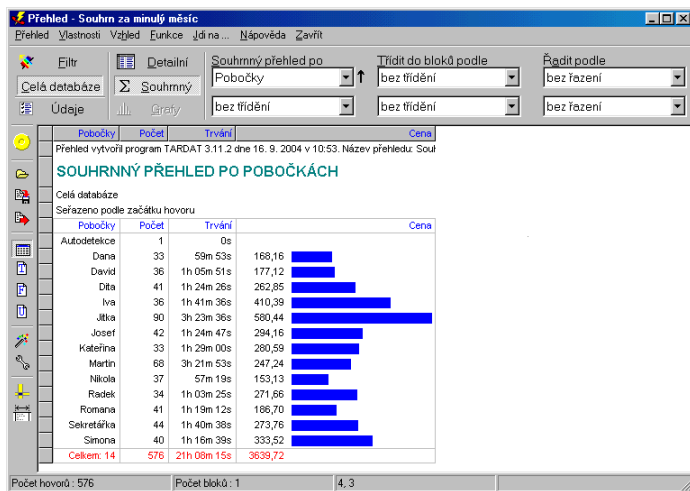 Přehled - Souhrn za minulý měsíc
Přehled Vlastnosti Vzhled Funkce Jdi na ... Nápověda Zavřít
Filtr Detailní Souhrnný přehled po Třídit do bloků podle Řadit podle
Celá databáze Souhrnný Pobočky bez třídění bez řazení
Údaje Grafy bez třídění bez třídění bez řazení
Pobočky Počet Trvání Cena
Přehled vytvořil program TARDAT 3.11.2 dne 16. 9. 2004 v 10:53. Název přehledu: Soul
SOUHRNNÝ PŘEHLED PO POBOČKÁCH
Celá databáze
Seřazeno podle začátku hovoru
Pobočky Počet Trvání Cena
Autodetekce 1 0s
Dana 33 59m 53s 168,16
David 36 1h 05m 51s 177,12
Dita 41 1h 24m 26s 262,85
Iva 36 1h 41m 36s 410,39
Jitka 90 3h 23m 36s 580,44
Josef 42 1h 24m 47s 294,16
Kateřina 33 1h 29m 00s 280,59
Martin 68 3h 21m 53s 247,24
Nikola 37 57m 19s 153,13
Radek 34 1h 03m 25s 271,66
Romana 41 1h 19m 12s 186,70
Sekretářka 44 1h 40m 38s 273,76
Simona 40 1h 16m 39s 333,52
Celkem: 14 576 21h 08m 15s 3639,72
Počet hovorů : 576 Počet bloků : 1 4, 3